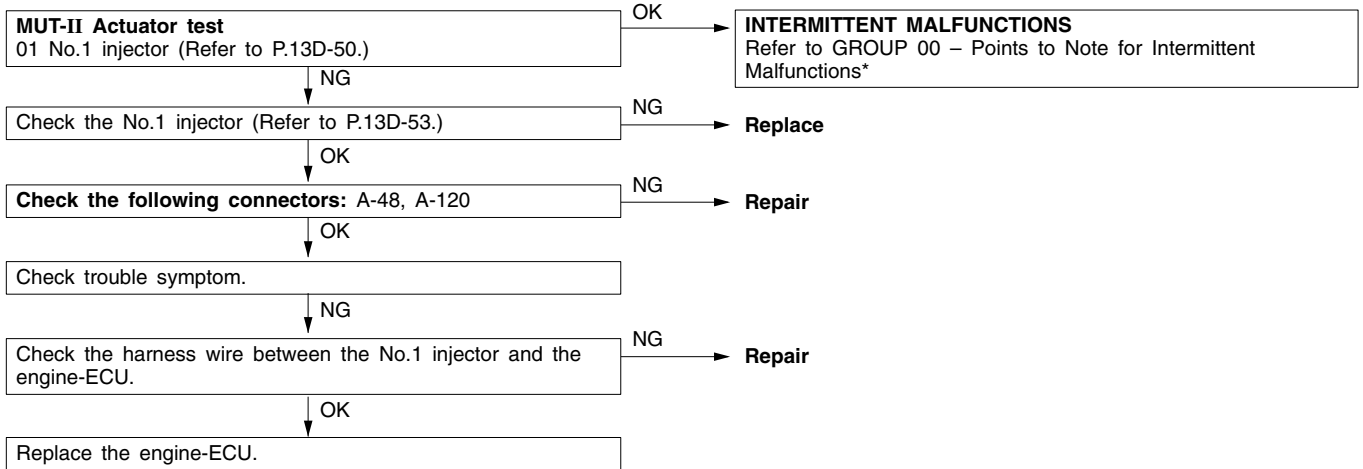 MUT-II Actuator test
01 No.1 injector (Refer to P.13D-50.)
OK
INTERMITTENT MALFUNCTIONS
Refer to GROUP 00 – Points to Note for Intermittent
Malfunctions*
NG
Check the No.1 injector (Refer to P.13D-53.)
NG
Replace
OK
Check the following connectors: A-48, A-120
NG
Repair
OK
Check trouble symptom.
NG
Check the harness wire between the No.1 injector and the
engine-ECU.
NG
Repair
OK
Replace the engine-ECU.